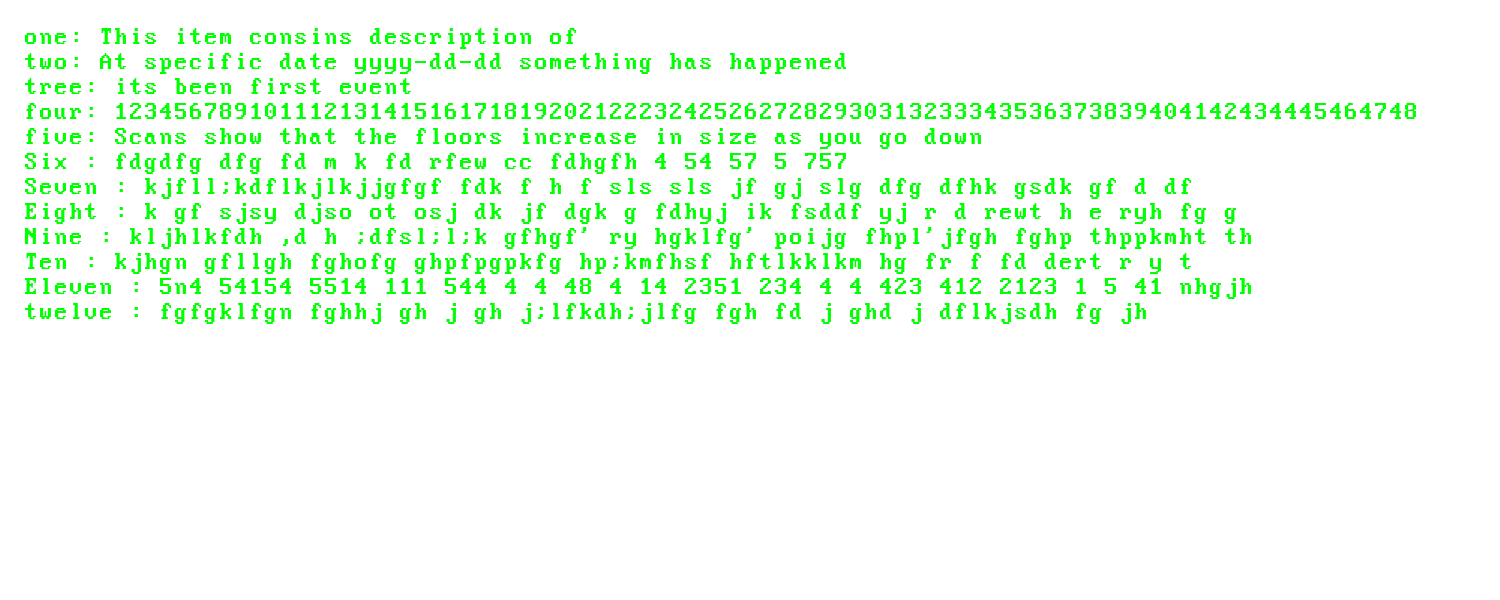 one: This item consins description of
two: At specific date yyyy-dd-dd something has happened
tree: its been first event
four: 123456789101112131415161718192021222324252627282930313233343536373839404142434445464748
five: Scans show that the floors increase in size as you go down
Six : fdgdfg dfg fd m k fd rfew cc fdhgfh 4 54 57 5 757
Seven : kjfll;kdflkjlkjjgfgf fdk f h f sls sls jf gj slg dfg dfhk gsdk gf d df
Eight : k gf sjsy djso ot osj dk jf dgk g fdhyj ik fsddf yj r d rewt h e ryh fg g
Nine : kljhlkfdh ,d h ;dfsl;l;k gfhgf' ry hgklfg' poijg fhpl'jfgh fghp thppkmht th
Ten : kjhgn gfllgh fghofg ghpfpgpkfg hp;kmfhsf hftlkklkm hg fr f fd dert r y t
Eleven : 5n4 54154 5514 111 544 4 4 48 4 14 2351 234 4 4 423 412 2123 1 5 41 nhgjh
twelve : fgfgklfgn fghhj gh j gh j;lfkdh;jlfg fgh fd j ghd j dflkjsdh fg jh